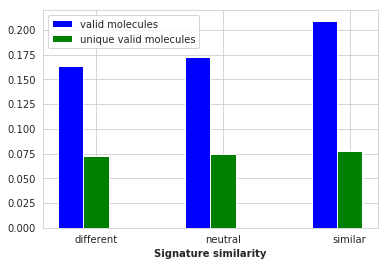 valid molecules
unique valid molecules
0.200
0.175
0.150
0.125
0.100
0.075
0.050
0.025
0.000
different neutral similar
Signature similarity